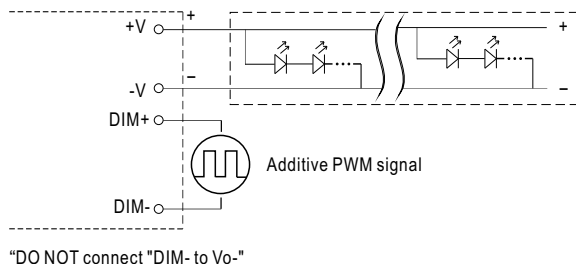 +V + +
-V − −
DIM+
Additive PWM signal
DIM-
“DO NOT connect "DIM- to Vo-"